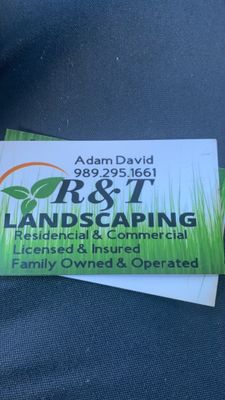 Adam David
989.295.1661
R&T
LANDSCAPING
Residencial & Commercial
Licensed & Insured
Family Owned & Operated